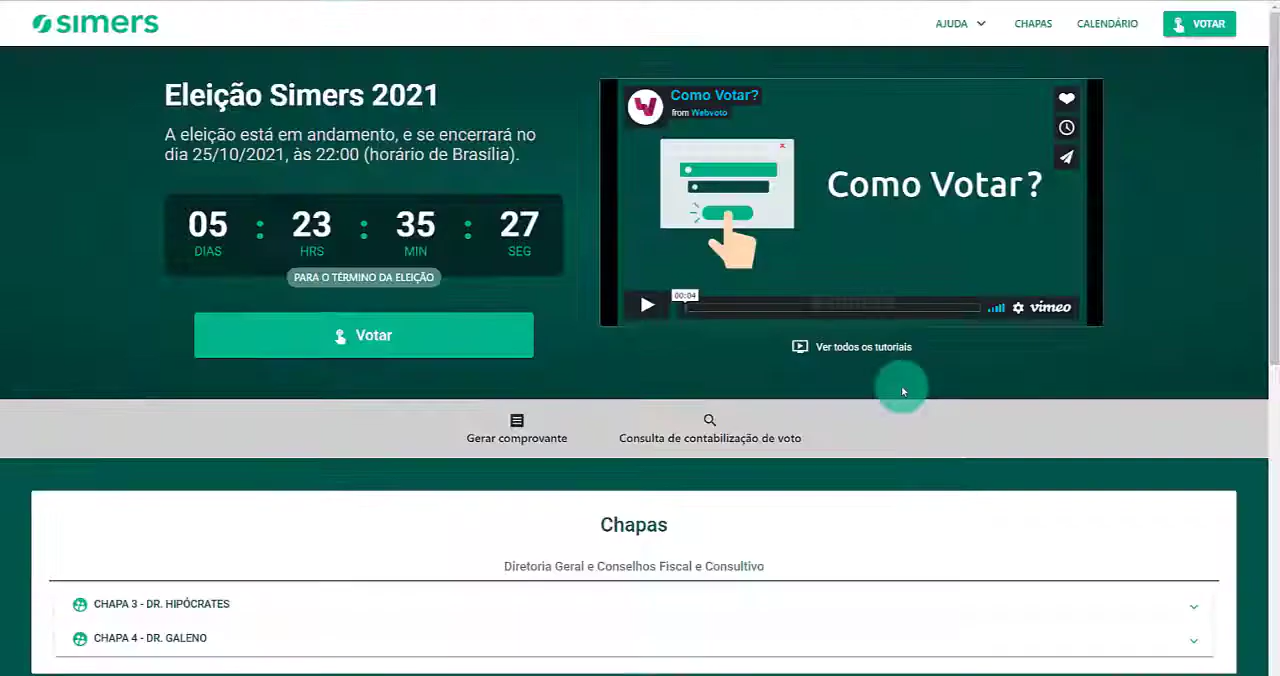 simers
AJUDA
CHAPAS
CALENDÁRIO
VOTAR
Eleição Simers 2021
A eleição está em andamento, e se encerrará no
dia 25/10/2021, às 22:00 (horário de Brasília).
05 : 23 : 35 : 27
DIAS HRS MIN SEG
PARA O TÉRMINO DA ELEIÇÃO
Votar
Como Votar?
from Webvoto
Como Votar?
00:04
vimeo
Ver todos os tutoriais
Gerar comprovante
Consulta de contabilização de voto
Chapas
Diretoria Geral e Conselhos Fiscal e Consultivo
CHAPA 3 - DR. HIPÓCRATES
CHAPA 4 - DR. GALENO